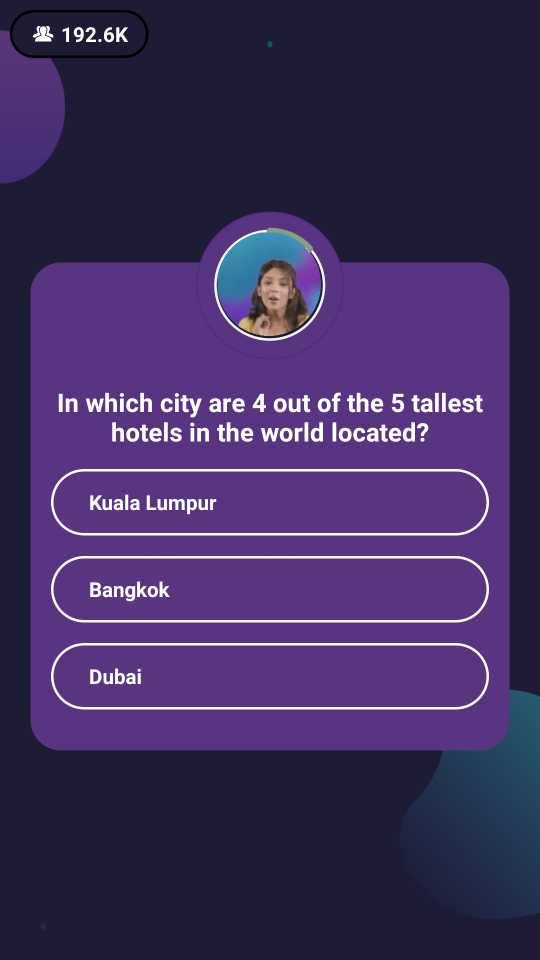 192.6K
In which city are 4 out of the 5 tallest
hotels in the world located?
Kuala Lumpur
Bangkok
Dubai